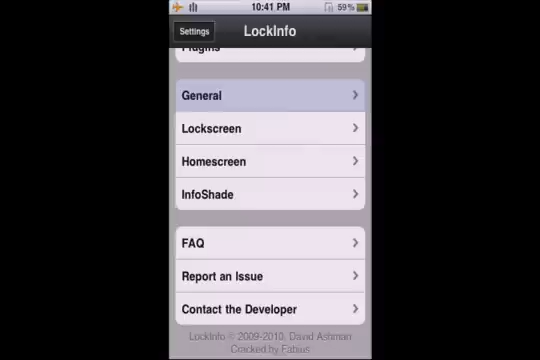 10:41 PM
59%
Settings
LockInfo
Plugins
General
Lockscreen
Homescreen
InfoShade
FAQ
Report an Issue
Contact the Developer
LockInfo © 2009-2010, David Ashman
Cracked by Fabius